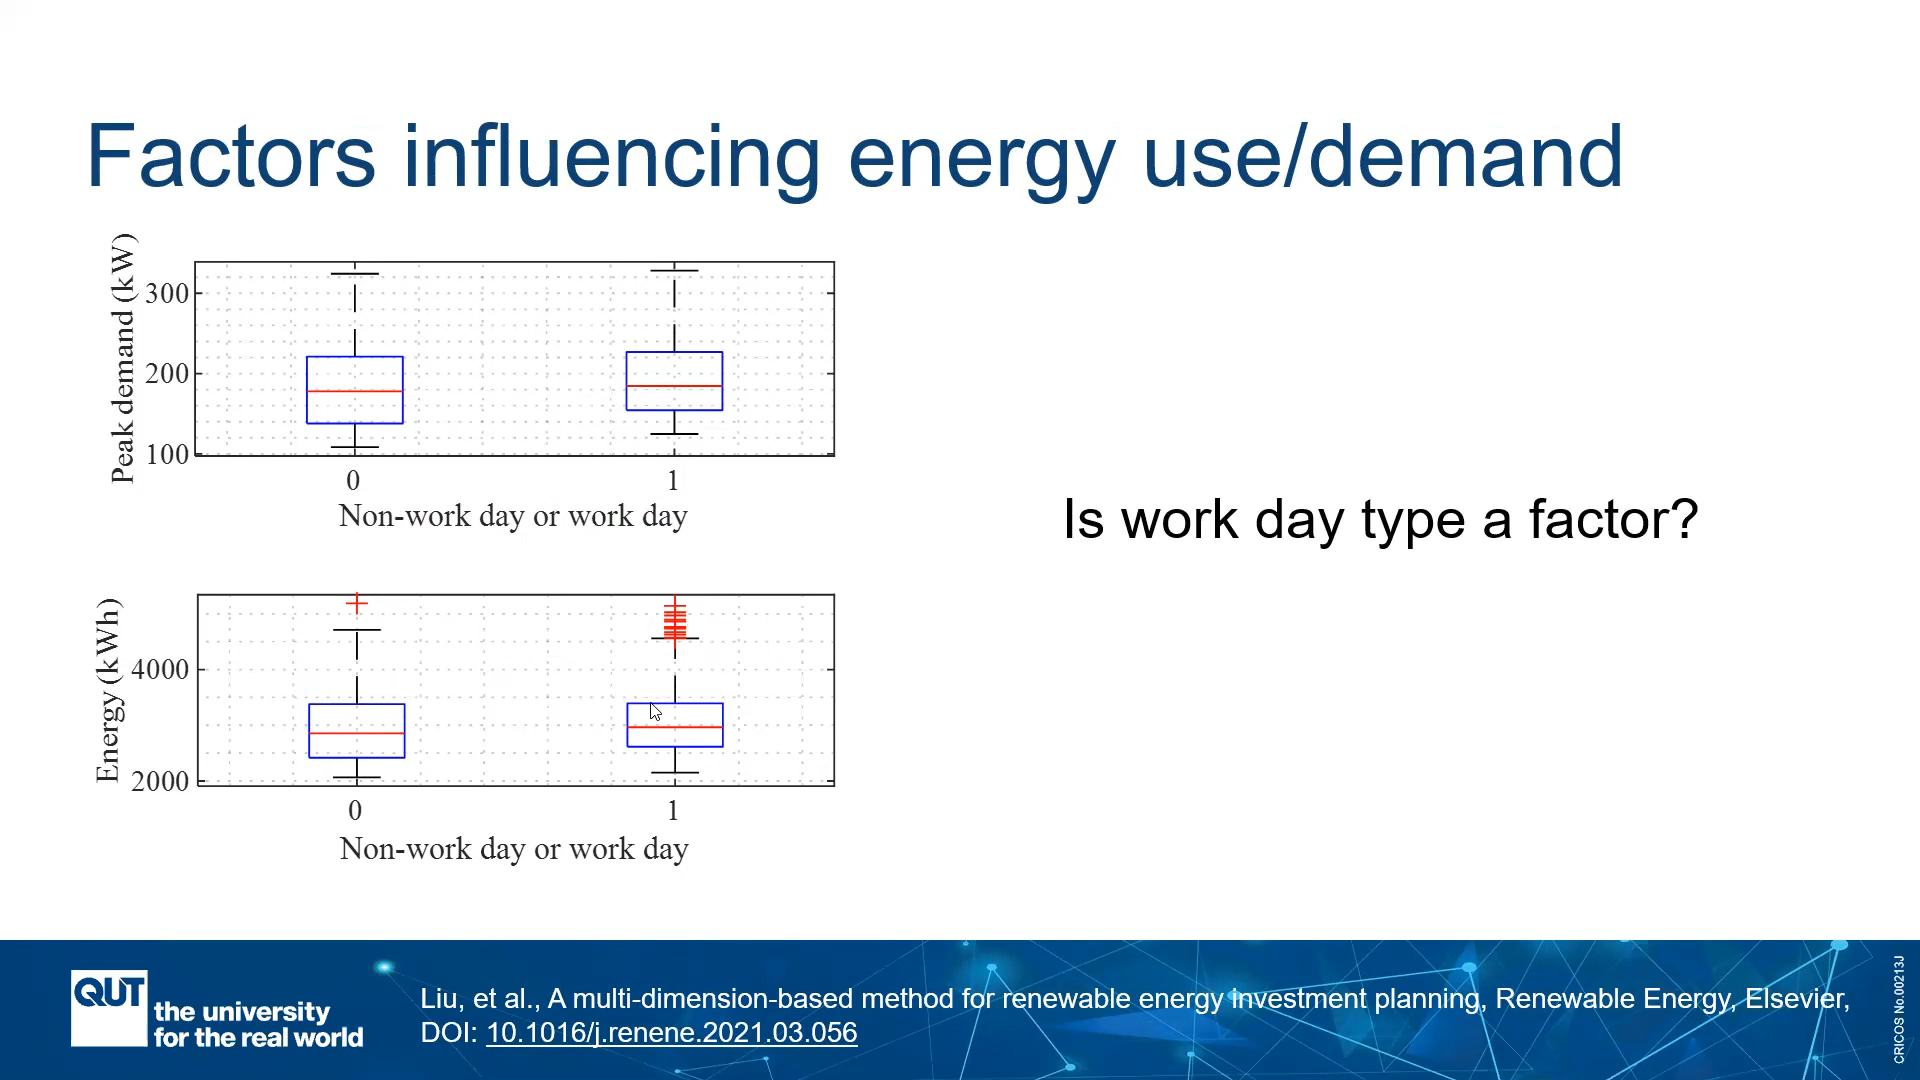 Factors influencing energy use/demand
Peak demand (kW)
300
200
100
0
1
Non-work day or work day
Is work day type a factor?
Energy (kWh)
4000
2000
0
1
Non-work day or work day
QUT
the university
for the real world
Liu, et al., A multi-dimension-based method for renewable energy investment planning, Renewable Energy, Elsevier,
DOI: 10.1016/j.renene.2021.03.056
CRICOS No.00213J